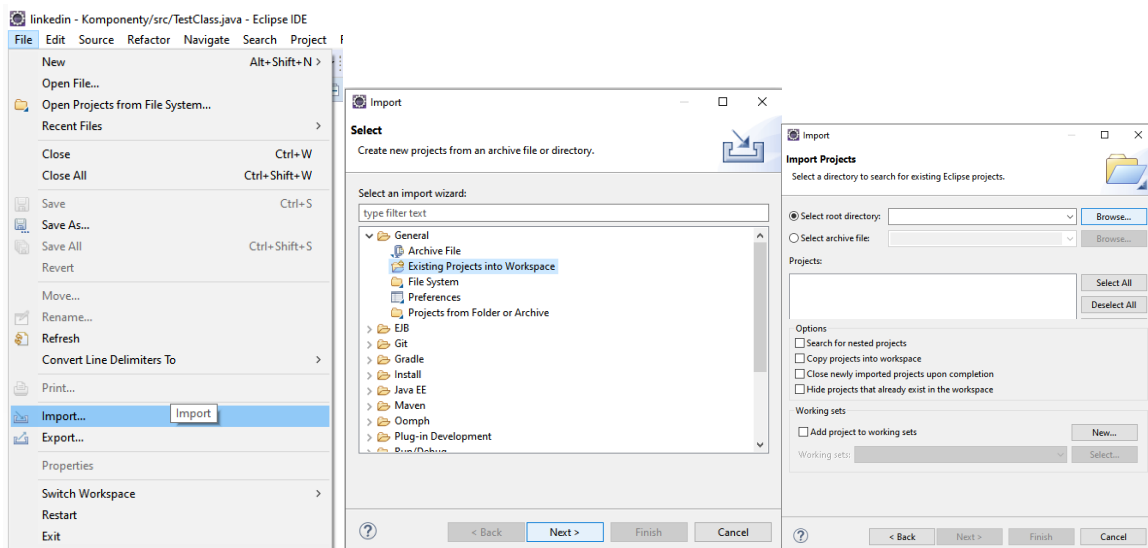 linkedin - Komponenty/src/TestClass.java - Eclipse IDE
File Edit Source Refactor Navigate Search Project
New Alt+Shift+N >
Open File...
Open Projects from File System...
Recent Files >
Close Ctrl+W
Close All Ctrl+Shift+W
Save Ctrl+S
Save As...
Save All Ctrl+Shift+S
Revert
Move...
Rename...
Refresh
Convert Line Delimiters To >
Print...
Import... Import
Export...
Properties
Switch Workspace >
Restart
Exit
Import
Select
Create new projects from an archive file or directory.
Select an import wizard:
type filter text
General
Archive File
Existing Projects into Workspace
File System
Preferences
Projects from Folder or Archive
EJB
Git
Gradle
Install
Java EE
Maven
Oomph
Plug-in Development
Run/Debug
? < Back Next > Finish Cancel
Import
Import Projects
Select a directory to search for existing Eclipse projects.
Select root directory: Browse...
Select archive file: Browse...
Projects:
Select All
Deselect All
Options
Search for nested projects
Copy projects into workspace
Close newly imported projects upon completion
Hide projects that already exist in the workspace
Working sets
Add project to working sets New...
Working sets: Select...
? < Back Next > Finish Cancel